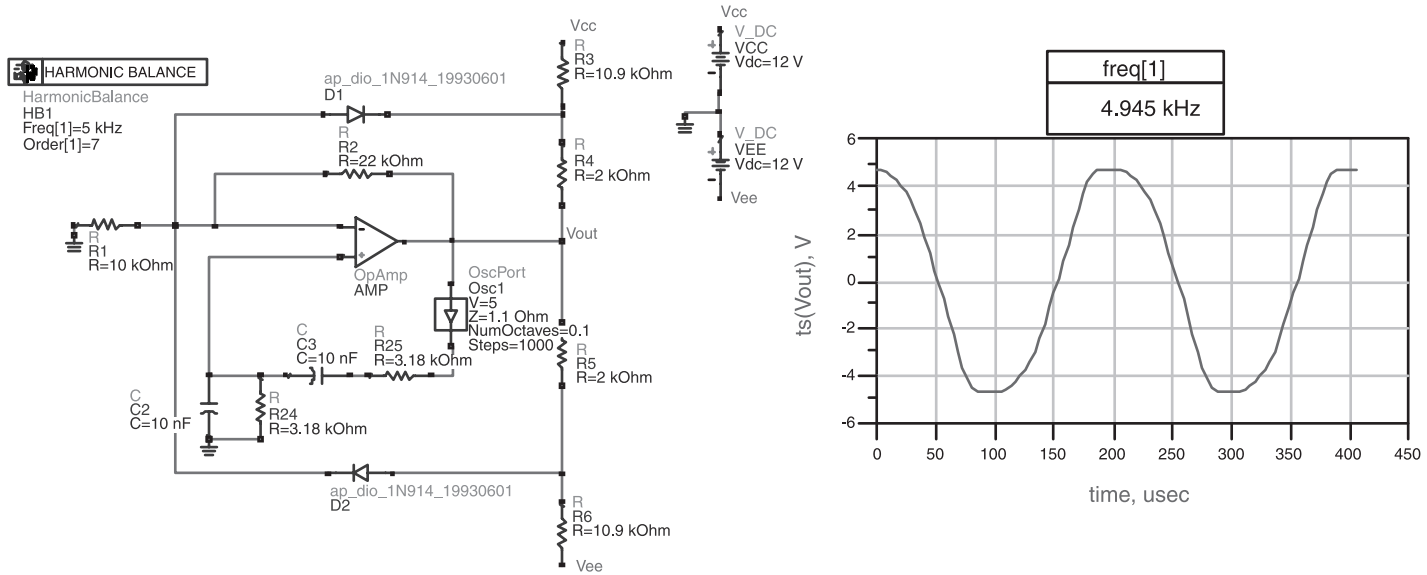 HARMONIC BALANCE
HarmonicBalance
HB1
Freq[1]=5 kHz
Order[1]=7
ap_dio_1N914_19930601
D1
R
R2
R=22 kOhm
Vcc
R
R3
R=10.9 kOhm
R
R4
R=2 kOhm
Vout
R
R1
R=10 kOhm
-
+
OpAmp
AMP
OscPort
Osc1
V=5
Z=1.1 Ohm
NumOctaves=0.1
Steps=1000
R5
R=2 kOhm
C
C3
C=10 nF
R
R25
R=3.18 kOhm
C
C2
C=10 nF
R
R24
R=3.18 kOhm
ap_dio_1N914_19930601
D2
R
R6
R=10.9 kOhm
Vee
Vcc
V_DC
+
VCC
Vdc=12 V
-
V_DC
+
VEE
Vdc=12 V
-
Vee
freq[1]
4.945 kHz
ts(Vout), V
6
4
2
0
-2
-4
-6
0
50
100
150
200
250
300
350
400
450
time, usec